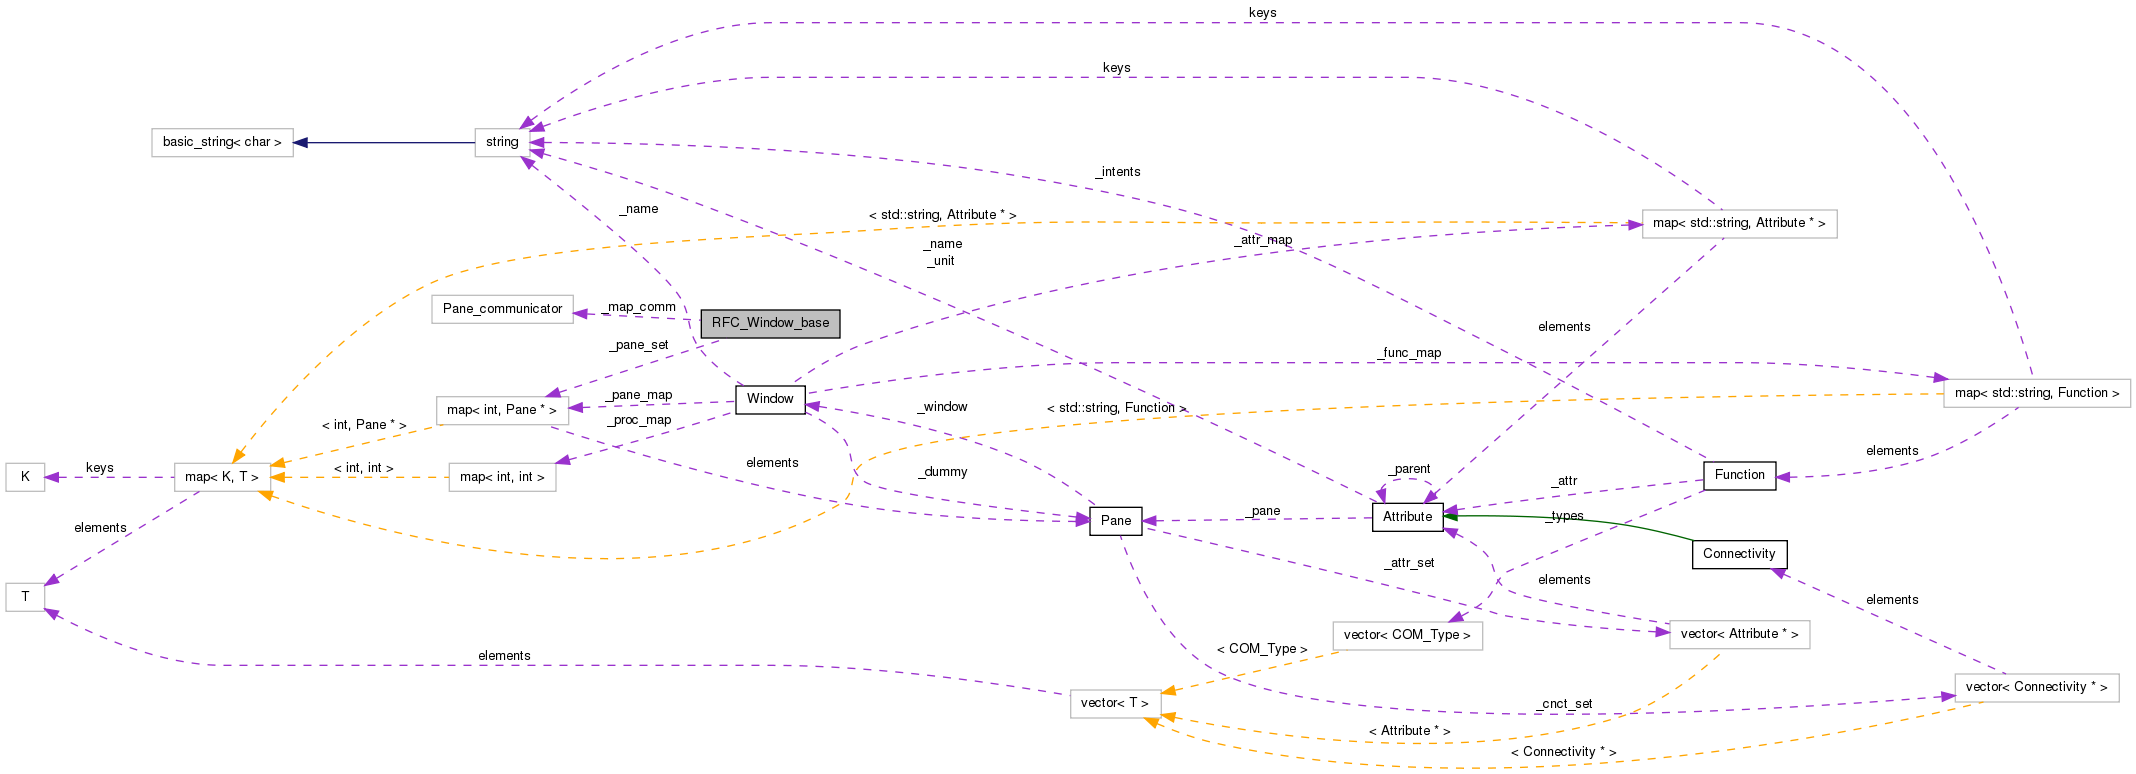 keys
keys
basic_string< char >
string
_intents
_name
< std::string, Attribute * >
map< std::string, Attribute * >
_name
_unit
_attr_map
Pane_communicator
_map_comm
RFC_Window_base
elements
_pane_set
_func_map
map< int, Pane * >
_pane_map
Window
_window
< std::string, Function >
map< std::string, Function >
_proc_map
< int, Pane * >
K
keys
map< K, T >
< int, int >
map< int, int >
elements
_dummy
_parent
_attr
Function
elements
Pane
_pane
Attribute
_types
elements
Connectivity
_attr_set
elements
T
elements
vector< COM_Type >
vector< Attribute * >
elements
< COM_Type >
vector< Connectivity * >
vector< T >
_cnct_set
< Attribute * >
< Connectivity * >